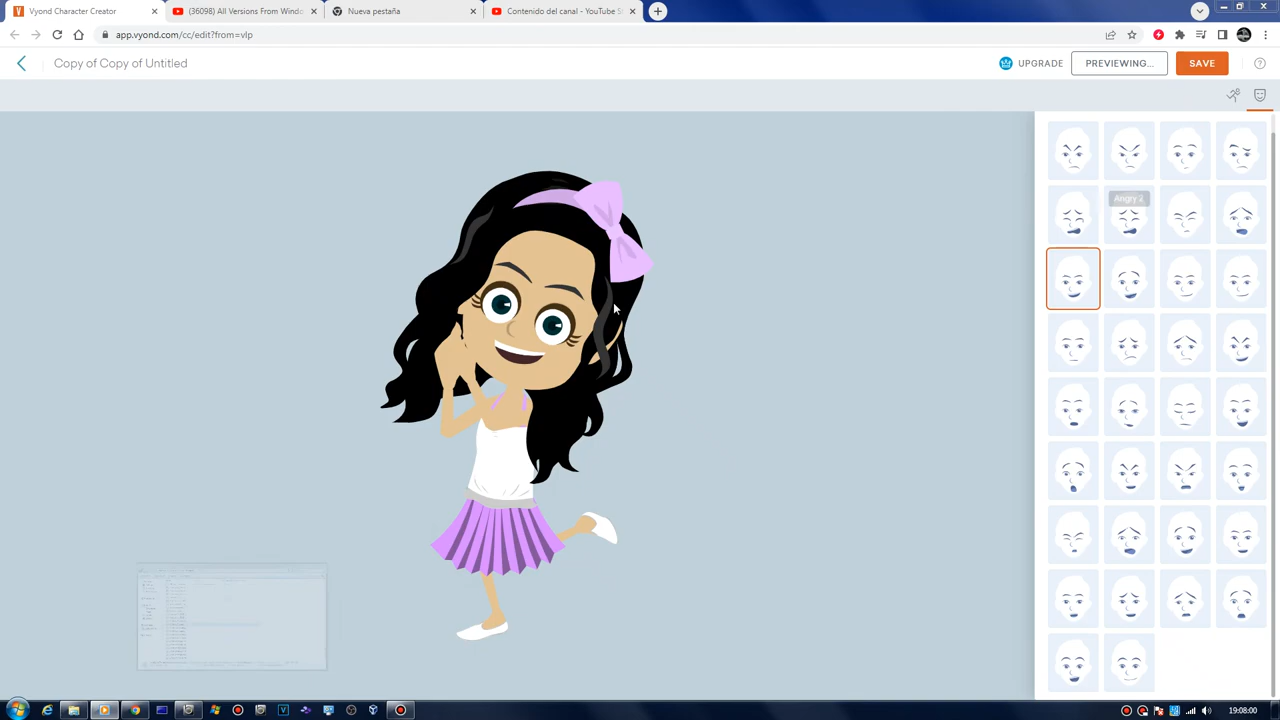 Vyond Character Creator
(36098) All Versions From Windo
Nueva pestaña
Contenido del canal - YouTube S
app.vyond.com/cc/edit?from=vlp
Copy of Copy of Untitled
UPGRADE
PREVIEWING...
SAVE
Angry 2
19:08:00